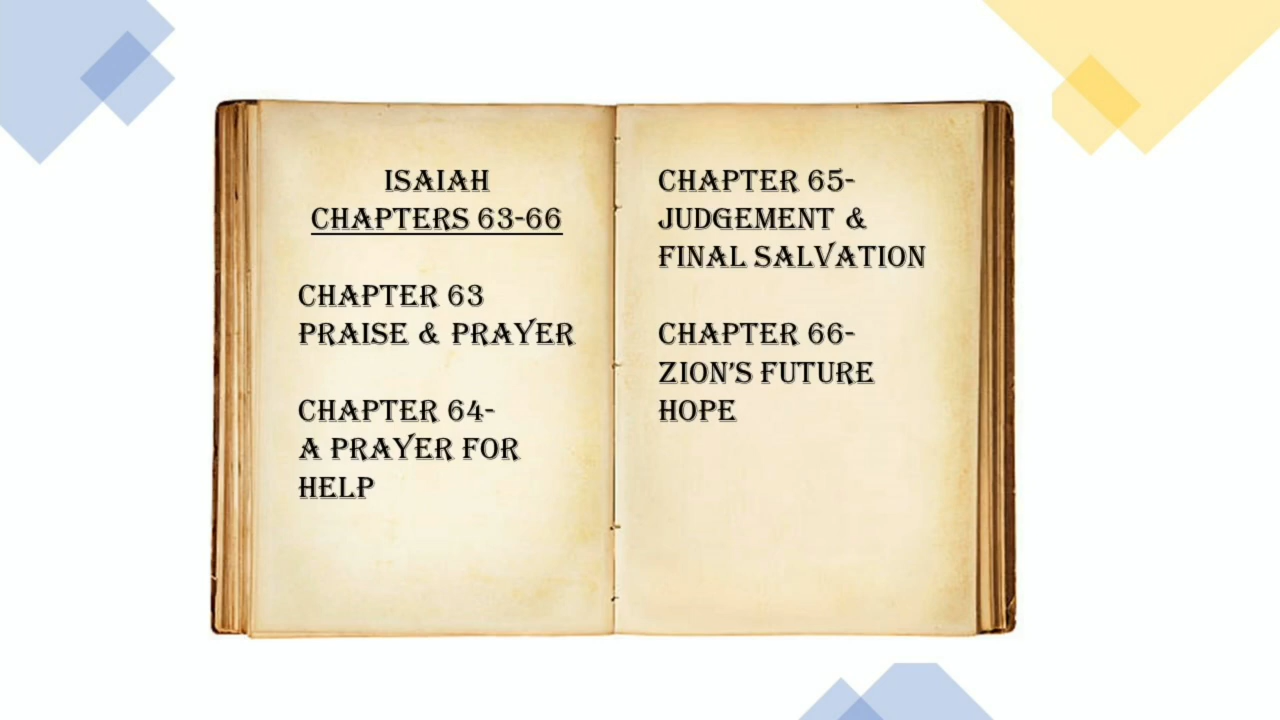 ISAIAH
CHAPTERS 63-66
CHAPTER 63
PRAISE & PRAYER
CHAPTER 64-
A PRAYER FOR
HELP
CHAPTER 65-
JUDGEMENT &
FINAL SALVATION
CHAPTER 66-
ZION'S FUTURE
HOPE